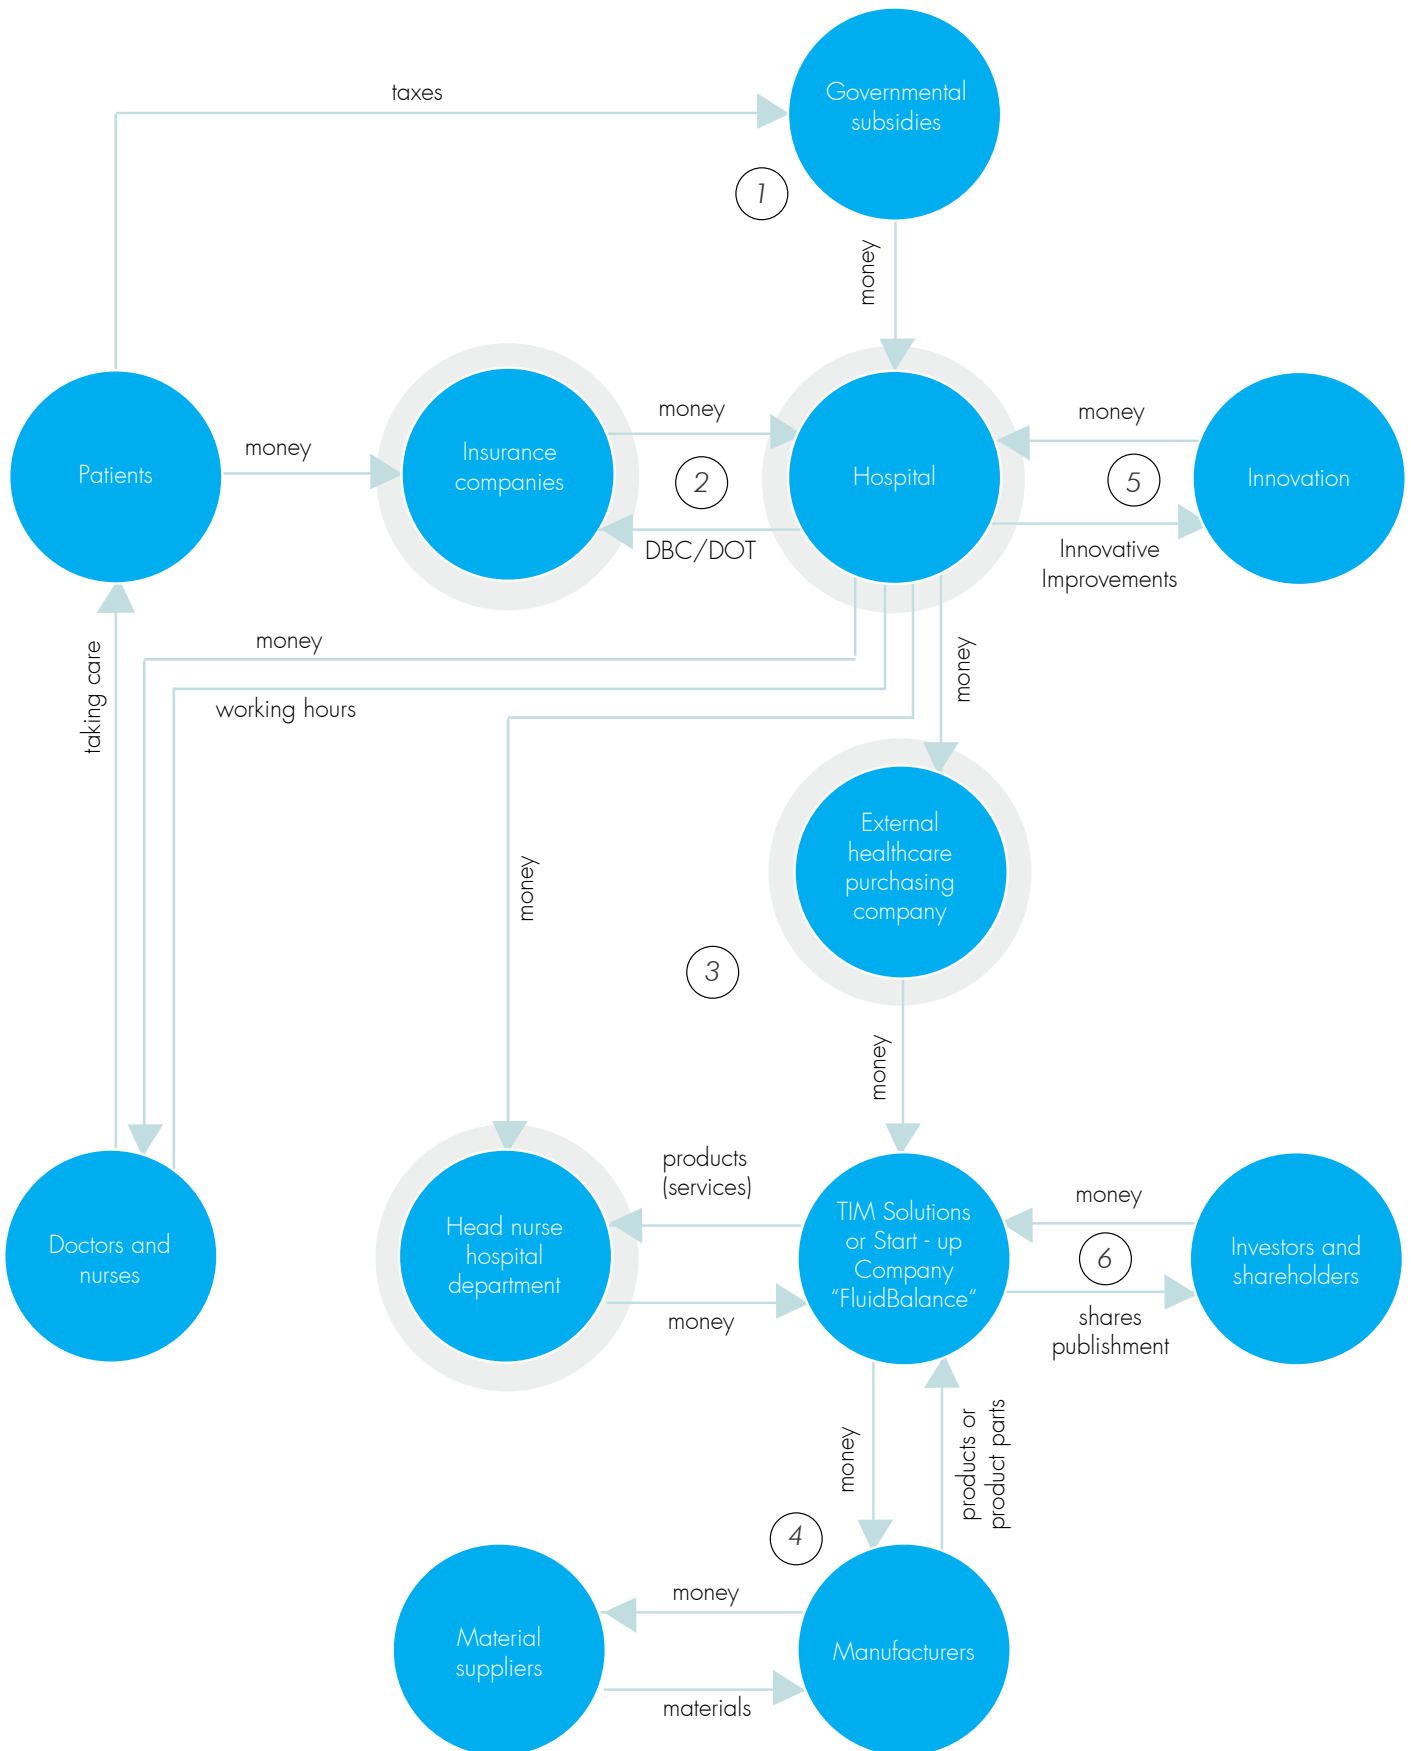 taxes
Governmental
subsidies
1
money
Patients
money
Insurance
companies
money
2
DBC/DOT
Hospital
money
5
Innovative
Improvements
Innovation
taking care
money
working hours
money
money
External
healthcare
purchasing
company
3
money
Doctors and
nurses
Head nurse
hospital
department
products
(services)
money
TIM Solutions
or Start - up
Company
“FluidBalance“
money
6
shares
publishment
Investors and
shareholders
money
products or
product parts
4
Material
suppliers
money
materials
Manufacturers